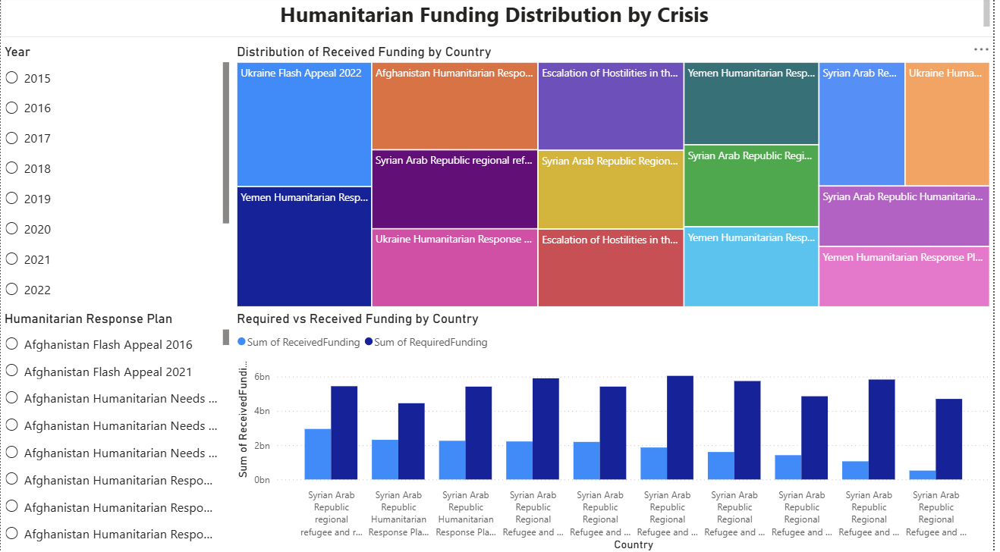 Humanitarian Funding Distribution by Crisis
Year
2015
2016
2017
2018
2019
2020
2021
2022
Humanitarian Response Plan
Afghanistan Flash Appeal 2016
Afghanistan Flash Appeal 2021
Afghanistan Humanitarian Needs ...
Afghanistan Humanitarian Needs ...
Afghanistan Humanitarian Needs ...
Afghanistan Humanitarian Respo...
Afghanistan Humanitarian Respo...
Afghanistan Humanitarian Respo...
Distribution of Received Funding by Country
Ukraine Flash Appeal 2022
Yemen Humanitarian Resp...
Afghanistan Humanitarian Respo...
Syrian Arab Republic regional ref...
Ukraine Humanitarian Response ...
Escalation of Hostilities in th...
Syrian Arab Republic Region...
Escalation of Hostilities in th...
Yemen Humanitarian Resp...
Syrian Arab Republic Regi...
Yemen Humanitarian Resp...
Syrian Arab Re...
Ukraine Huma...
Syrian Arab Republic Humanitaria...
Yemen Humanitarian Response Pl...
Required vs Received Funding by Country
Sum of ReceivedFunding
Sum of RequiredFunding
Sum of ReceivedFundi...
6bn
4bn
2bn
0bn
Syrian Arab
Republic
regional
refugee and r...
Syrian Arab
Republic
Humanitarian
Response Pla...
Syrian Arab
Republic
Humanitarian
Response Pla...
Syrian Arab
Republic
Regional
Refugee and ...
Syrian Arab
Republic
Regional
Refugee and ...
Syrian Arab
Republic
Regional
Refugee and ...
Syrian Arab
Republic
Regional
Refugee and ...
Syrian Arab
Republic
Regional
Refugee and ...
Syrian Arab
Republic
Regional
Refugee and ...
Syrian Arab
Republic
Regional
Refugee and ...
Country